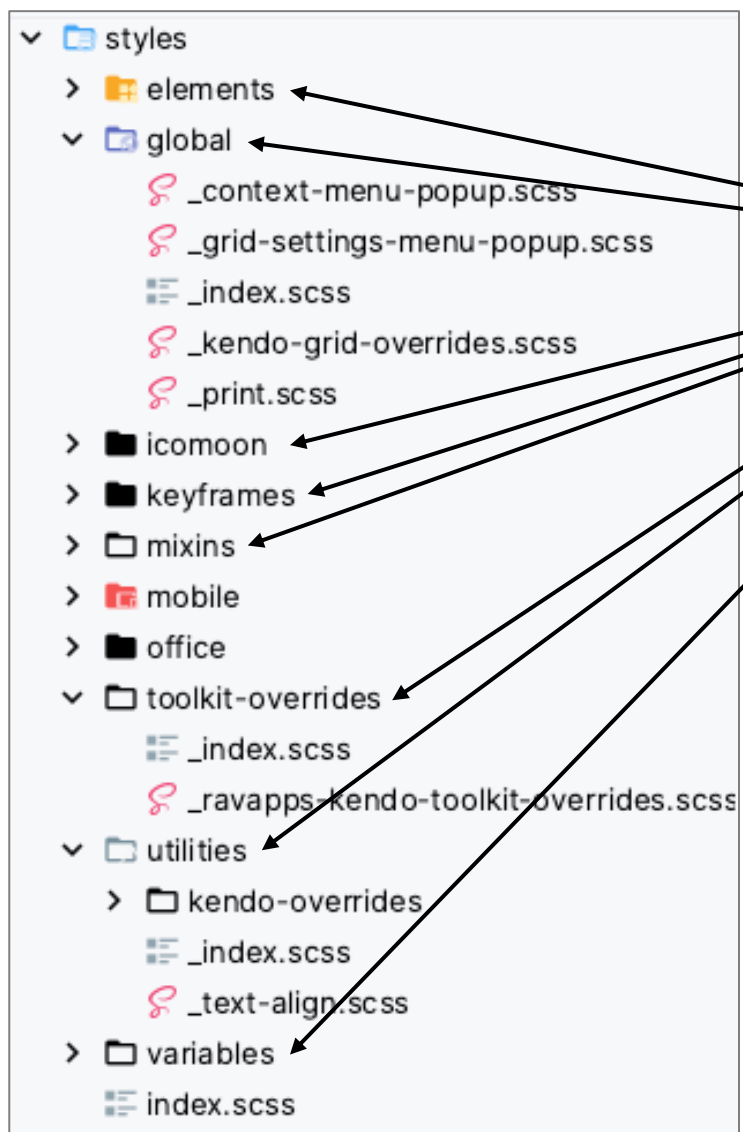 styles
elements
global
_context-menu-popup.scss
_grid-settings-menu-popup.scss
_index.scss
_kendo-grid-overrides.scss
_print.scss
icomoon
keyframes
mixins
mobile
office
toolkit-overrides
_index.scss
_ravapps-kendo-toolkit-overrides.scss
utilities
kendo-overrides
_index.scss
_text-align.scss
variables
index.scss